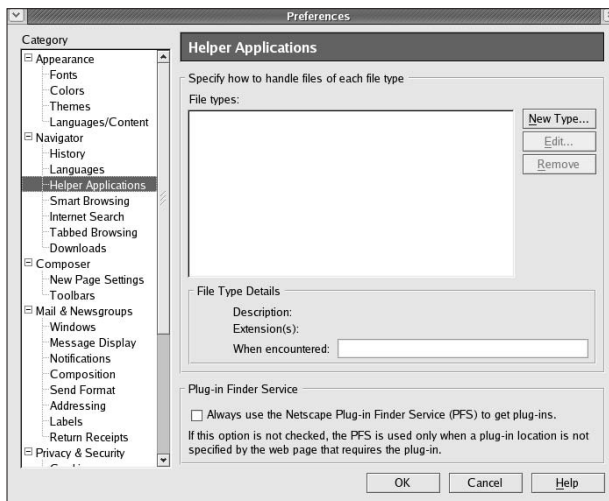 Preferences
Category
Appearance
Fonts
Colors
Themes
Languages/Content
Navigator
History
Languages
Helper Applications
Smart Browsing
Internet Search
Tabbed Browsing
Downloads
Composer
New Page Settings
Toolbars
Mail & Newsgroups
Windows
Message Display
Notifications
Composition
Send Format
Addressing
Labels
Return Receipts
Privacy & Security
Helper Applications
Specify how to handle files of each file type
File types:
New Type...
Edit...
Remove
File Type Details
Description:
Extension(s):
When encountered:
Plug-in Finder Service
Always use the Netscape Plug-in Finder Service (PFS) to get plug-ins.
If this option is not checked, the PFS is used only when a plug-in location is not
specified by the web page that requires the plug-in.
OK
Cancel
Help